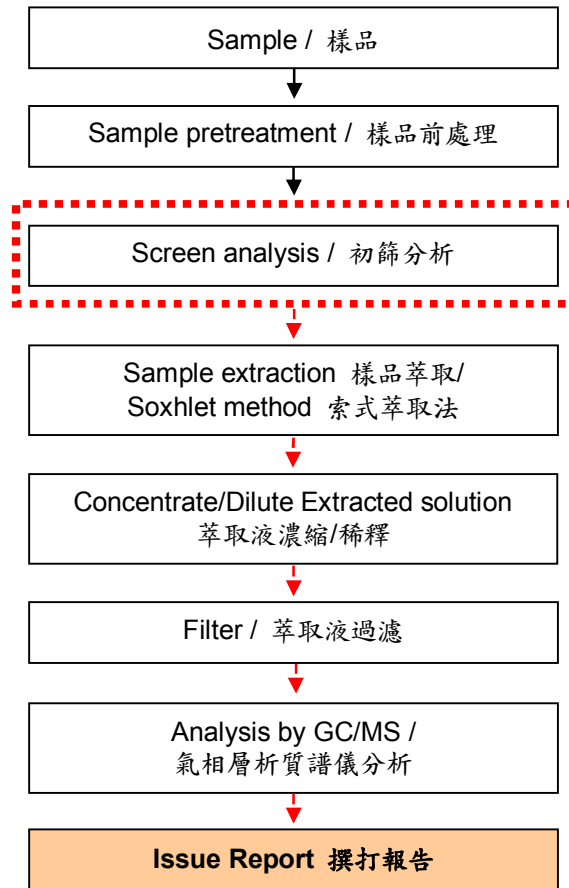 Sample / 樣品
Sample pretreatment / 樣品前處理
Screen analysis / 初篩分析
Sample extraction 樣品萃取/
Soxhlet method 索式萃取法
Concentrate/Dilute Extracted solution
萃取液濃縮/稀釋
Filter / 萃取液過濾
Analysis by GC/MS /
氣相層析質譜儀分析
Issue Report 撰打報告